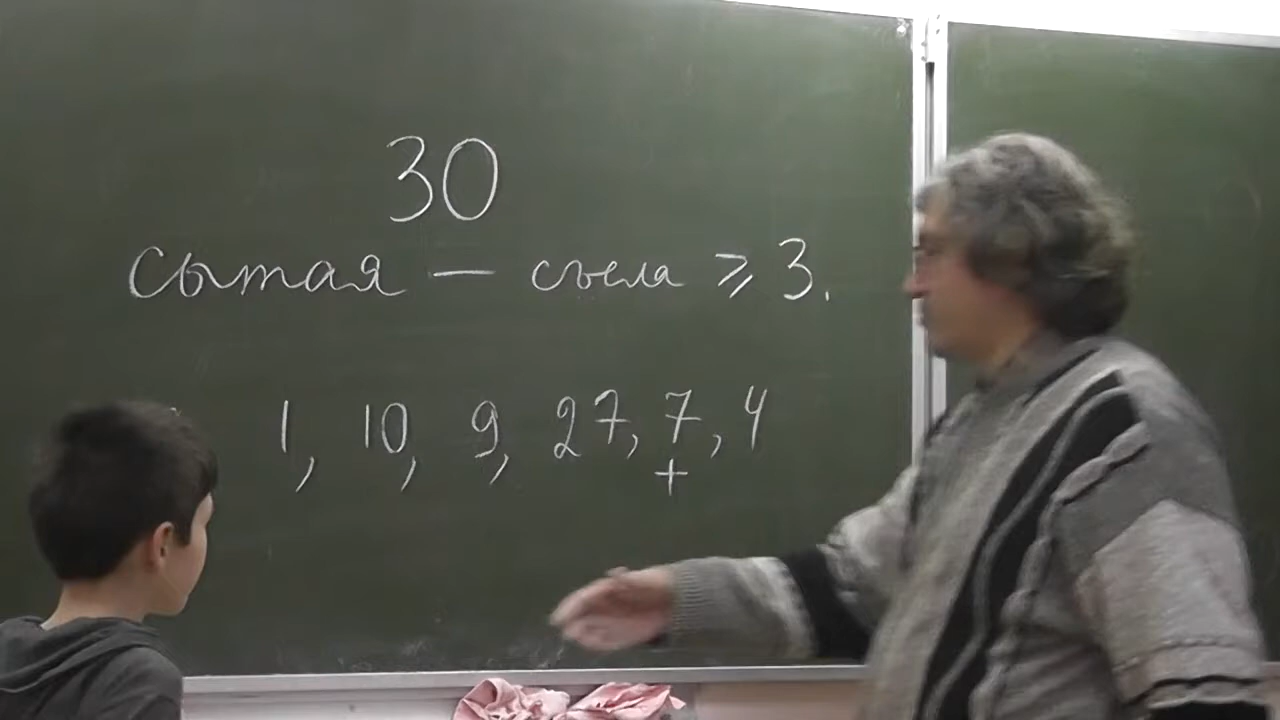 30
сытая — съела ⩾ 3.
1, 10, 9, 27, 7, 4
+